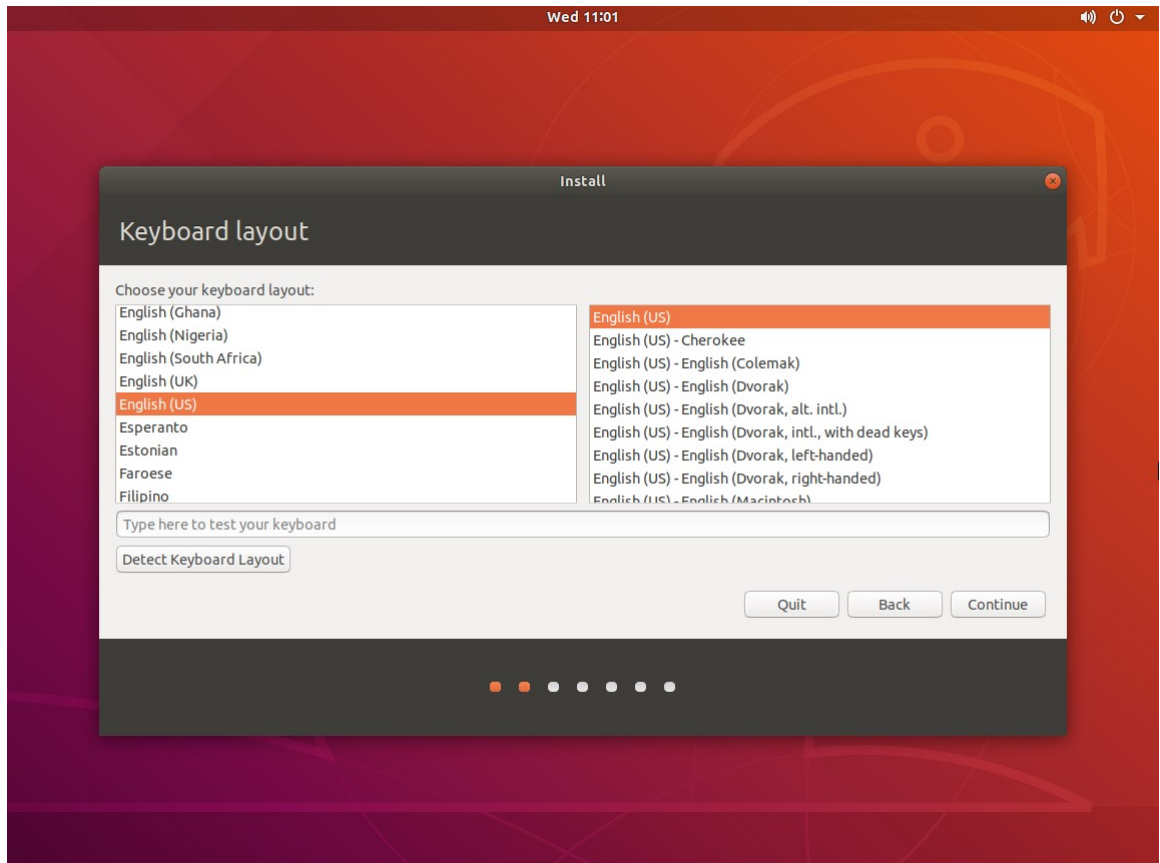 Wed 11:01
Install
Keyboard layout
Choose your keyboard layout:
English (Ghana)
English (Nigeria)
English (South Africa)
English (UK)
English (US)
Esperanto
Estonian
Faroese
Filipino
English (US)
English (US) - Cherokee
English (US) - English (Colemak)
English (US) - English (Dvorak)
English (US) - English (Dvorak, alt. intl.)
English (US) - English (Dvorak, intl., with dead keys)
English (US) - English (Dvorak, left-handed)
English (US) - English (Dvorak, right-handed)
English (US) - English (Macintosh)
Type here to test your keyboard
Detect Keyboard Layout
Quit Back Continue